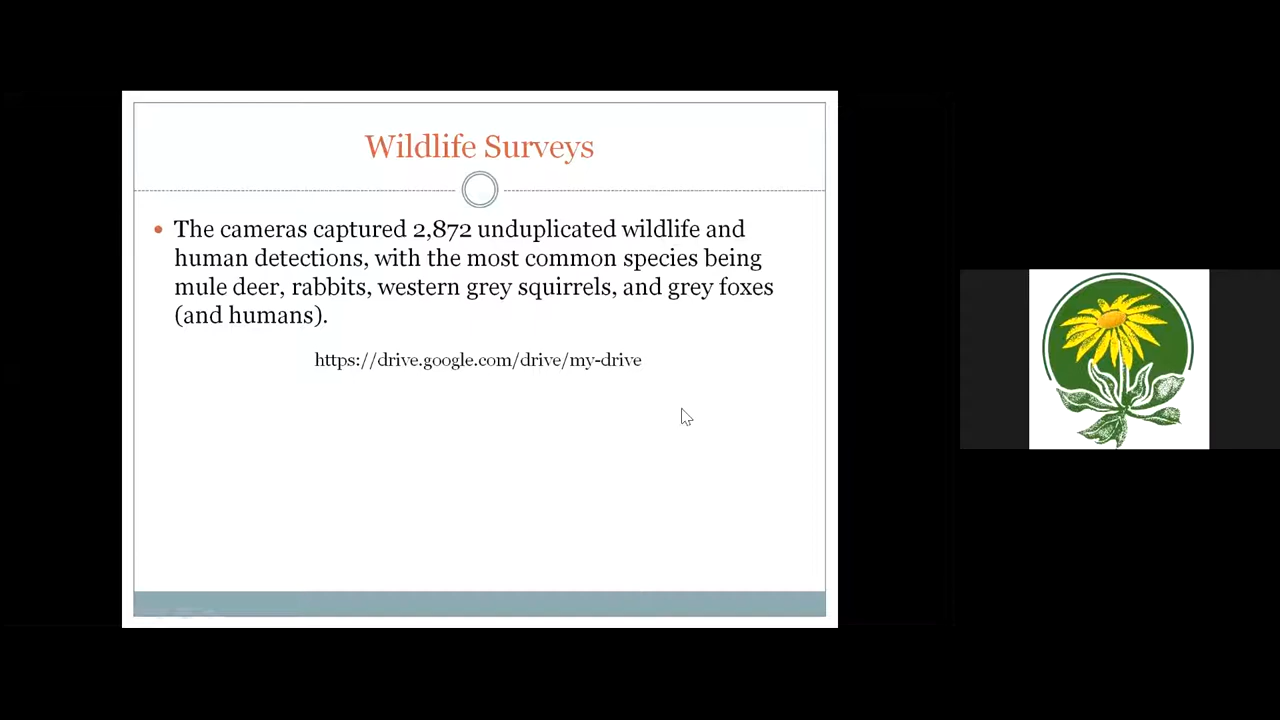 Wildlife Surveys
• The cameras captured 2,872 unduplicated wildlife and
human detections, with the most common species being
mule deer, rabbits, western grey squirrels, and grey foxes
(and humans).
https://drive.google.com/drive/my-drive